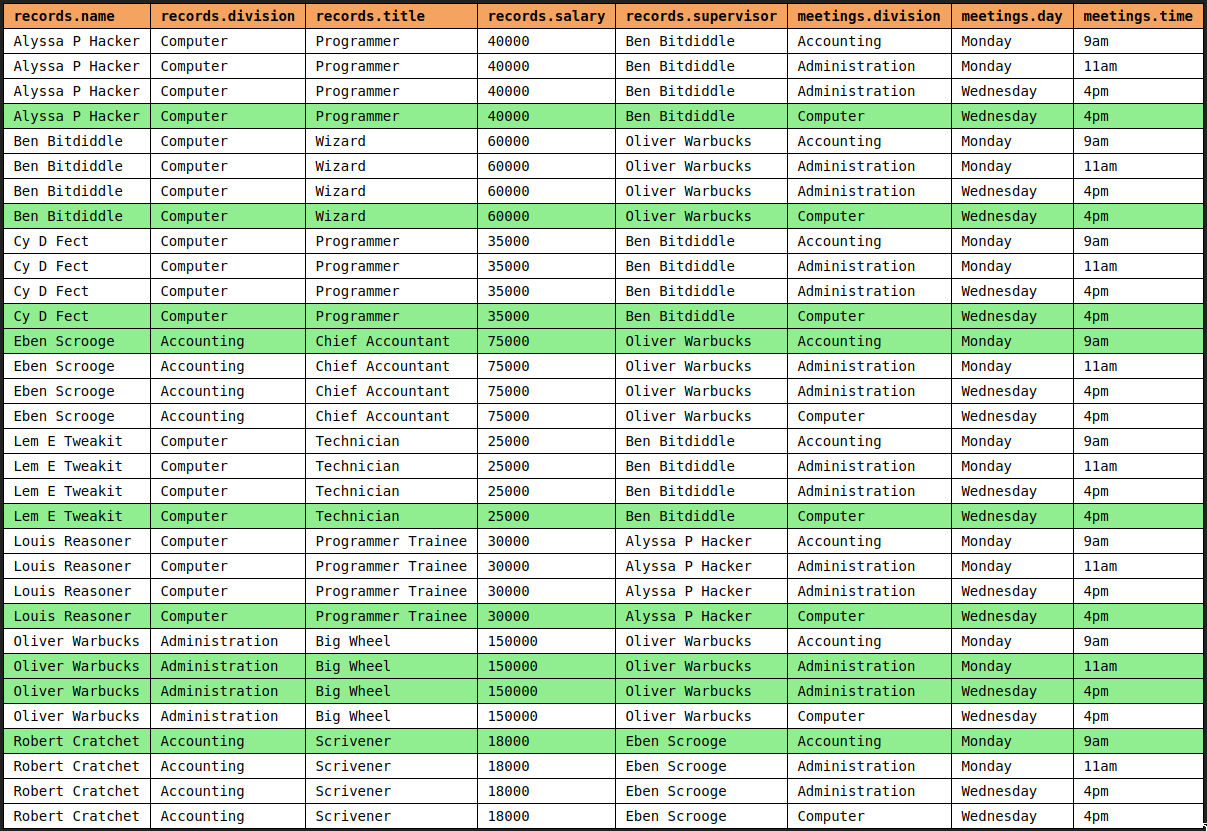 records.name records.division records.title records.salary records.supervisor meetings.division meetings.day meetings.time
Alyssa P Hacker Computer Programmer 40000 Ben Bitdiddle Accounting Monday 9am
Alyssa P Hacker Computer Programmer 40000 Ben Bitdiddle Administration Monday 11am
Alyssa P Hacker Computer Programmer 40000 Ben Bitdiddle Administration Wednesday 4pm
Alyssa P Hacker Computer Programmer 40000 Ben Bitdiddle Computer Wednesday 4pm
Ben Bitdiddle Computer Wizard 60000 Oliver Warbucks Accounting Monday 9am
Ben Bitdiddle Computer Wizard 60000 Oliver Warbucks Administration Monday 11am
Ben Bitdiddle Computer Wizard 60000 Oliver Warbucks Administration Wednesday 4pm
Ben Bitdiddle Computer Wizard 60000 Oliver Warbucks Computer Wednesday 4pm
Cy D Fect Computer Programmer 35000 Ben Bitdiddle Accounting Monday 9am
Cy D Fect Computer Programmer 35000 Ben Bitdiddle Administration Monday 11am
Cy D Fect Computer Programmer 35000 Ben Bitdiddle Administration Wednesday 4pm
Cy D Fect Computer Programmer 35000 Ben Bitdiddle Computer Wednesday 4pm
Eben Scrooge Accounting Chief Accountant 75000 Oliver Warbucks Accounting Monday 9am
Eben Scrooge Accounting Chief Accountant 75000 Oliver Warbucks Administration Monday 11am
Eben Scrooge Accounting Chief Accountant 75000 Oliver Warbucks Administration Wednesday 4pm
Eben Scrooge Accounting Chief Accountant 75000 Oliver Warbucks Computer Wednesday 4pm
Lem E Tweakit Computer Technician 25000 Ben Bitdiddle Accounting Monday 9am
Lem E Tweakit Computer Technician 25000 Ben Bitdiddle Administration Monday 11am
Lem E Tweakit Computer Technician 25000 Ben Bitdiddle Administration Wednesday 4pm
Lem E Tweakit Computer Technician 25000 Ben Bitdiddle Computer Wednesday 4pm
Louis Reasoner Computer Programmer Trainee 30000 Alyssa P Hacker Accounting Monday 9am
Louis Reasoner Computer Programmer Trainee 30000 Alyssa P Hacker Administration Monday 11am
Louis Reasoner Computer Programmer Trainee 30000 Alyssa P Hacker Administration Wednesday 4pm
Louis Reasoner Computer Programmer Trainee 30000 Alyssa P Hacker Computer Wednesday 4pm
Oliver Warbucks Administration Big Wheel 150000 Oliver Warbucks Accounting Monday 9am
Oliver Warbucks Administration Big Wheel 150000 Oliver Warbucks Administration Monday 11am
Oliver Warbucks Administration Big Wheel 150000 Oliver Warbucks Administration Wednesday 4pm
Oliver Warbucks Administration Big Wheel 150000 Oliver Warbucks Computer Wednesday 4pm
Robert Cratchet Accounting Scrivener 18000 Eben Scrooge Accounting Monday 9am
Robert Cratchet Accounting Scrivener 18000 Eben Scrooge Administration Monday 11am
Robert Cratchet Accounting Scrivener 18000 Eben Scrooge Administration Wednesday 4pm
Robert Cratchet Accounting Scrivener 18000 Eben Scrooge Computer Wednesday 4pm